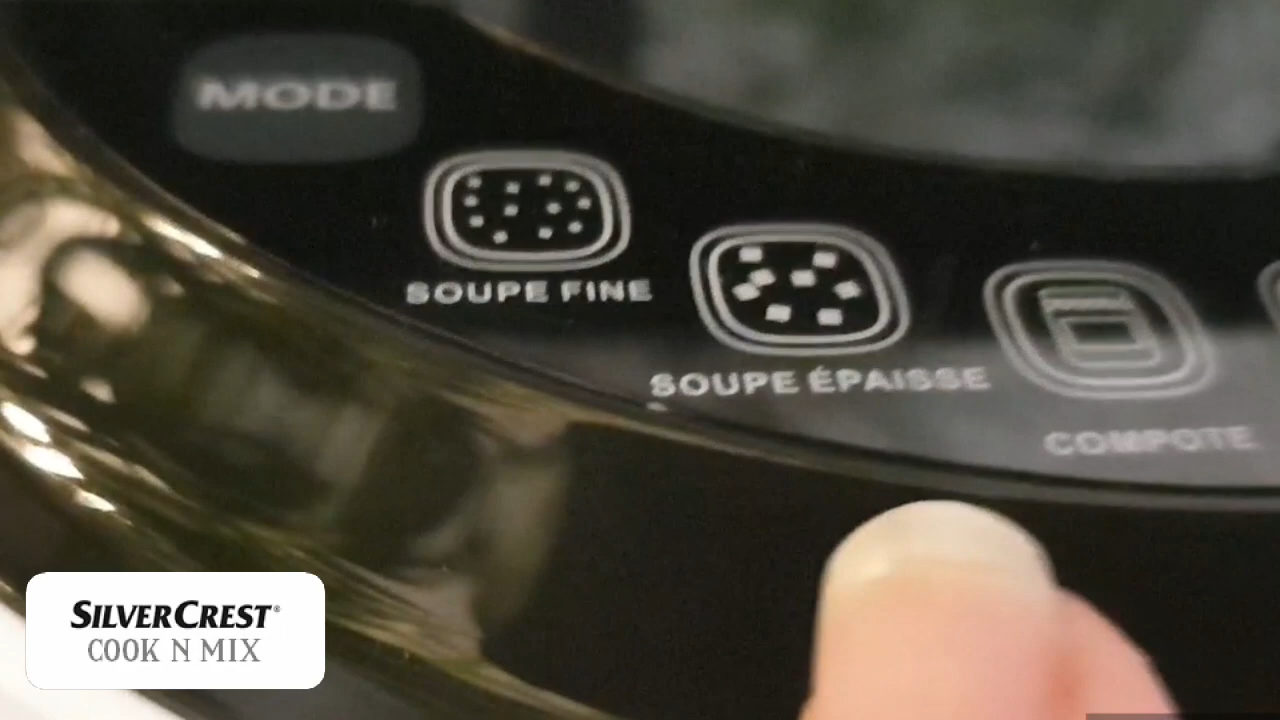 MODE
SOUPE FINE
SOUPE ÉPAISSE
COMPOTE
SILVERCREST®
COOK N MIX